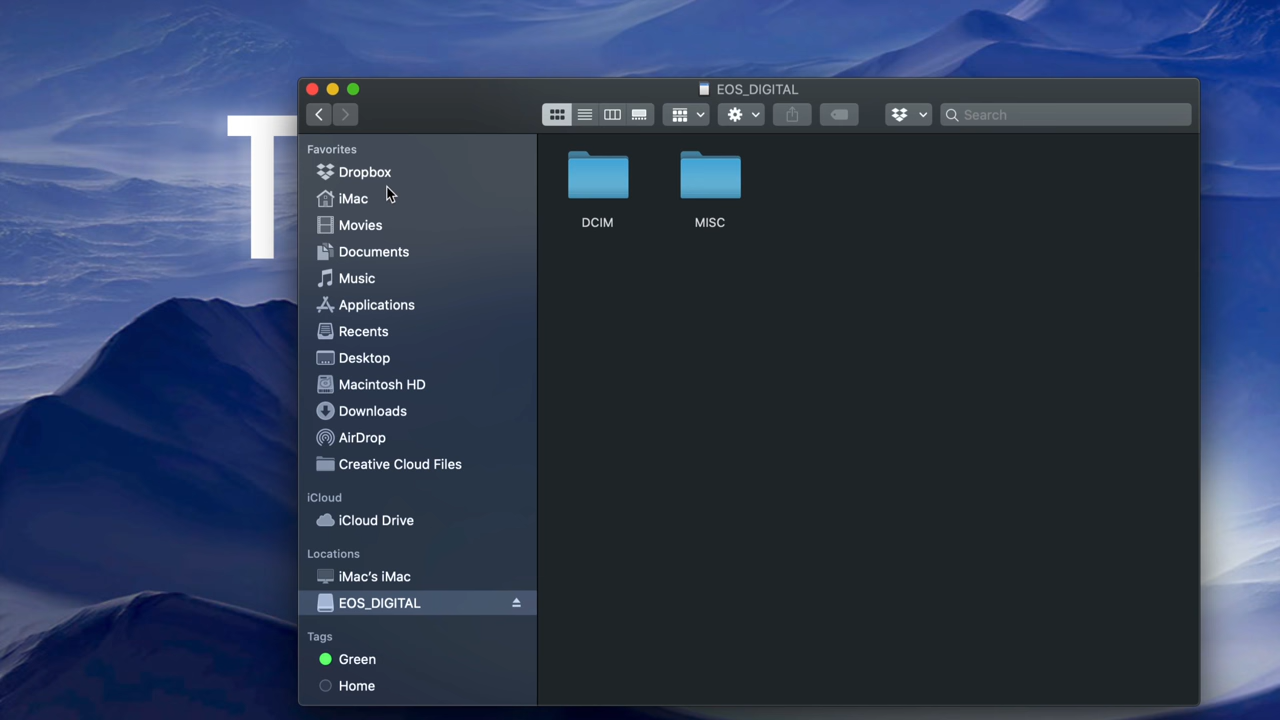 T
EOS_DIGITAL
Search
Favorites
Dropbox
iMac
Movies
Documents
Music
Applications
Recents
Desktop
Macintosh HD
Downloads
AirDrop
Creative Cloud Files
iCloud
iCloud Drive
Locations
iMac’s iMac
EOS_DIGITAL
Tags
Green
Home
DCIM
MISC